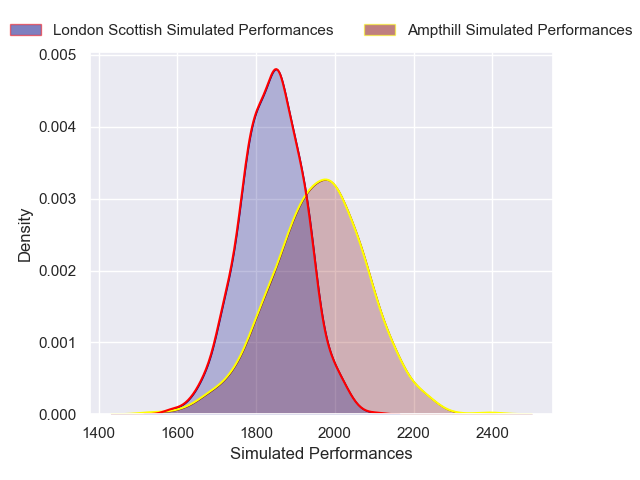 London Scottish Simulated Performances
Ampthill Simulated Performances
0.005
0.004
0.003
0.002
0.001
0.000
Density
1400 1600 1800 2000 2200 2400
Simulated Performances